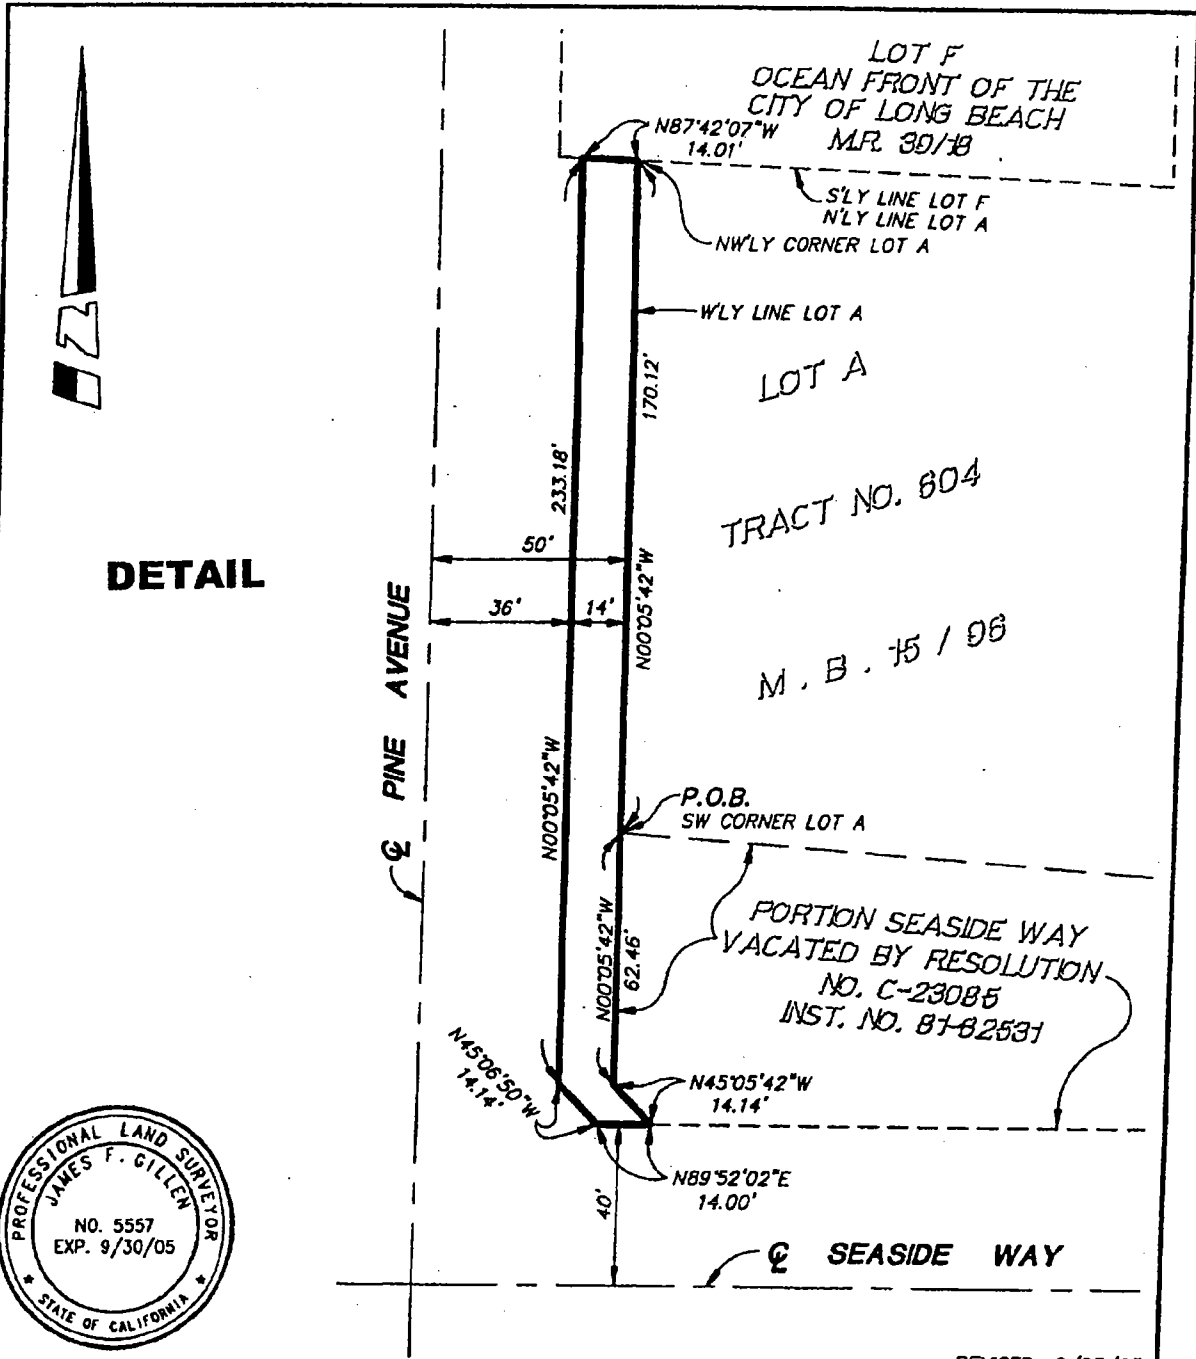 LOT F
OCEAN FRONT OF THE
CITY OF LONG BEACH
M.R. 30/18
N87°42'07"W
14.01'
S'LY LINE LOT F
N'LY LINE LOT A
NW'LY CORNER LOT A
W'LY LINE LOT A
LOT A
170.12'
233.18'
TRACT NO. 604
50'
DETAIL
36'
14'
N00°05'42"W
M . B . 15 / 96
℄ PINE AVENUE
N00°05'42"W
P.O.B.
SW CORNER LOT A
N00°05'42"W
62.46'
PORTION SEASIDE WAY
VACATED BY RESOLUTION
NO. C-23085
INST. NO. 81-82531
N45°06'50"W
14.14'
N45°05'42"W
14.14'
N89°52'02"E
14.00'
40'
℄ SEASIDE WAY
PROFESSIONAL LAND SURVEYOR
JAMES F. GILLEN
NO. 5557
EXP. 9/30/05
STATE OF CALIFORNIA